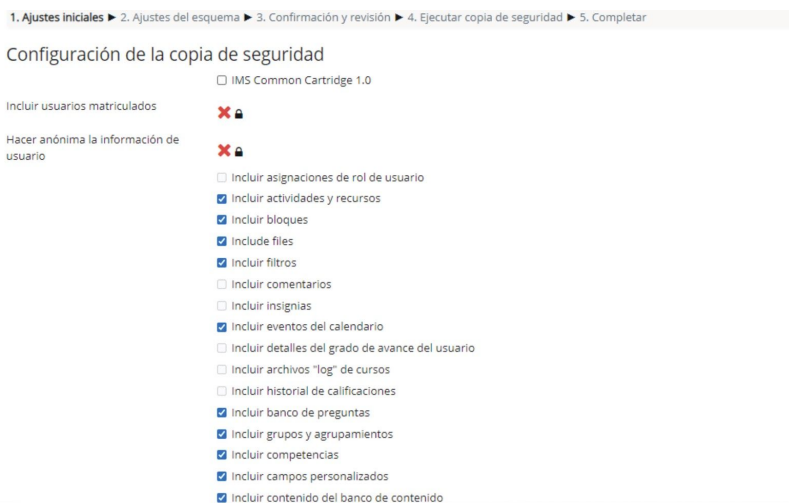 1. Ajustes iniciales ► 2. Ajustes del esquema ► 3. Confirmación y revisión ► 4. Ejecutar copia de seguridad ► 5. Completar
Configuración de la copia de seguridad
IMS Common Cartridge 1.0
Incluir usuarios matriculados
Hacer anónima la información de
usuario
Incluir asignaciones de rol de usuario
Incluir actividades y recursos
Incluir bloques
Include files
Incluir filtros
Incluir comentarios
Incluir insignias
Incluir eventos del calendario
Incluir detalles del grado de avance del usuario
Incluir archivos "log" de cursos
Incluir historial de calificaciones
Incluir banco de preguntas
Incluir grupos y agrupamientos
Incluir competencias
Incluir campos personalizados
Incluir contenido del banco de contenido